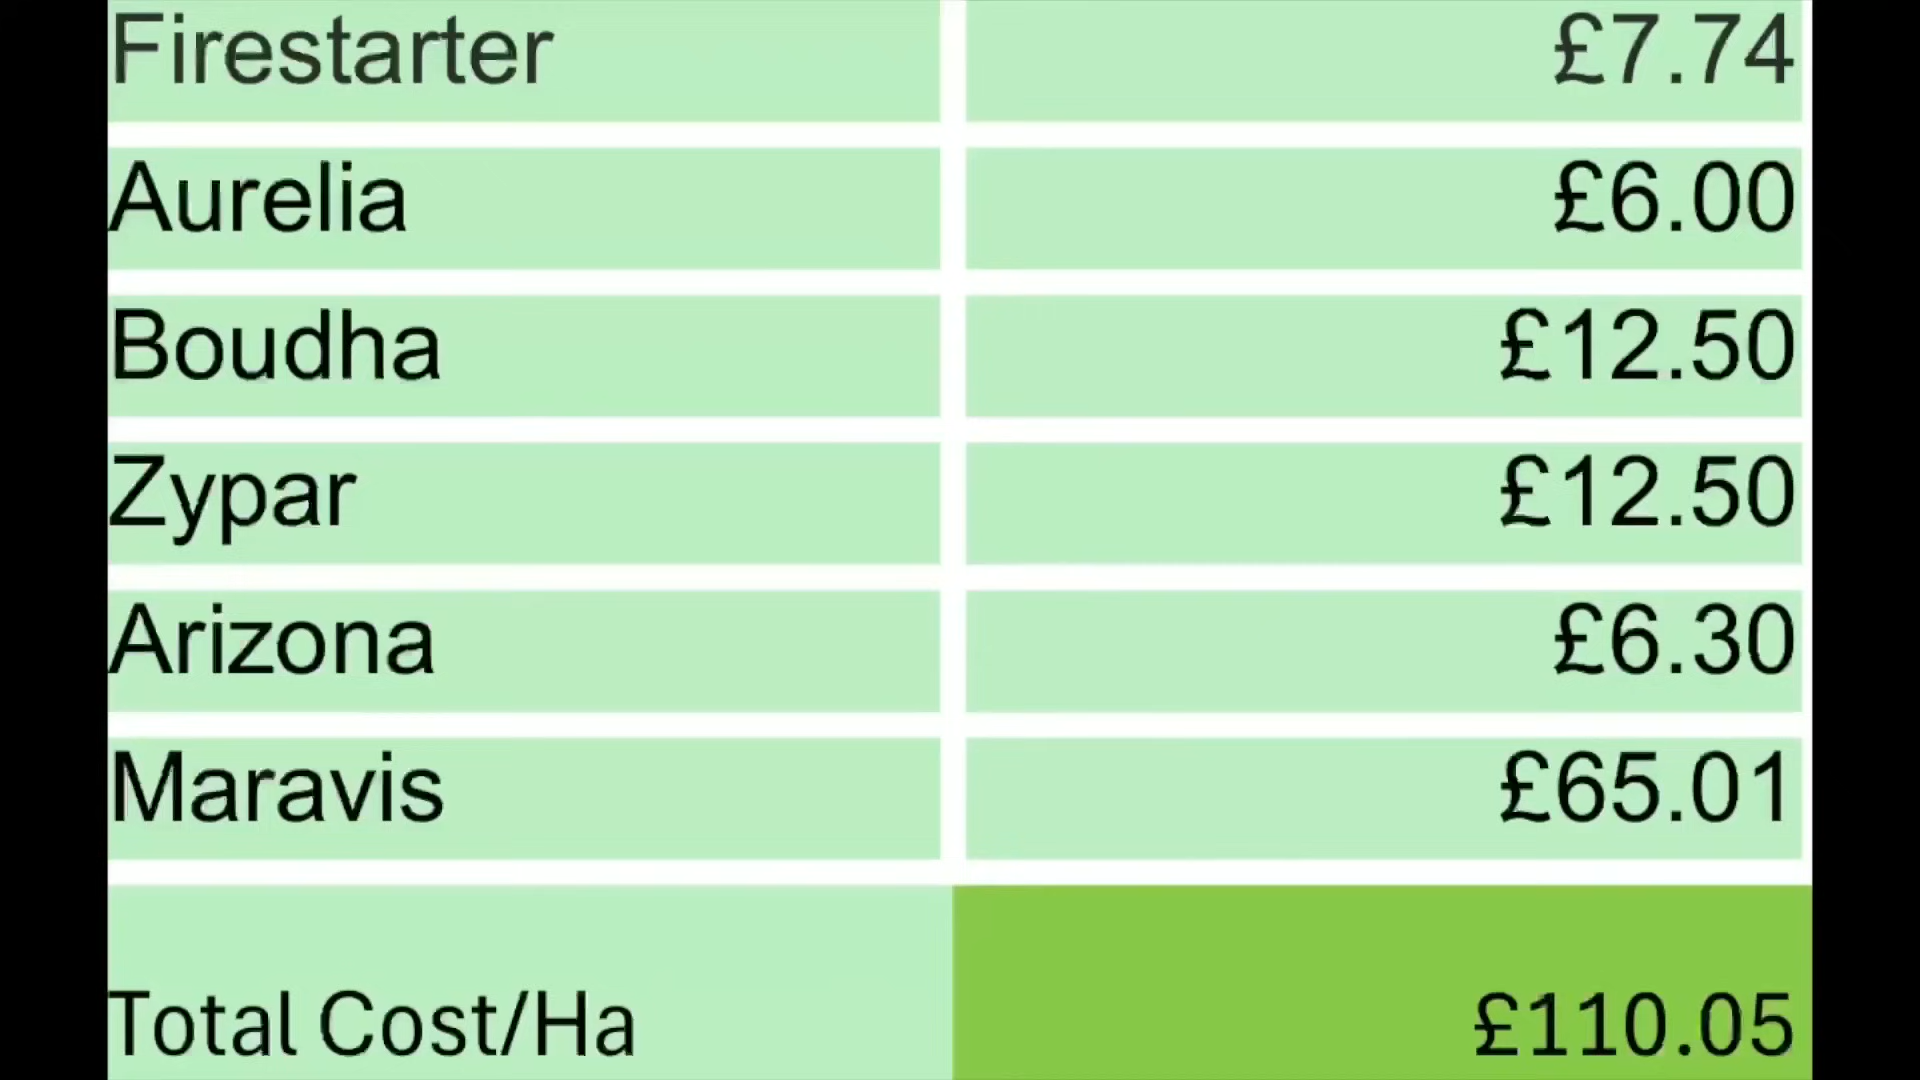 Firestarter £7.74
Aurelia £6.00
Boudha £12.50
Zypar £12.50
Arizona £6.30
Maravis £65.01
Total Cost/Ha £110.05